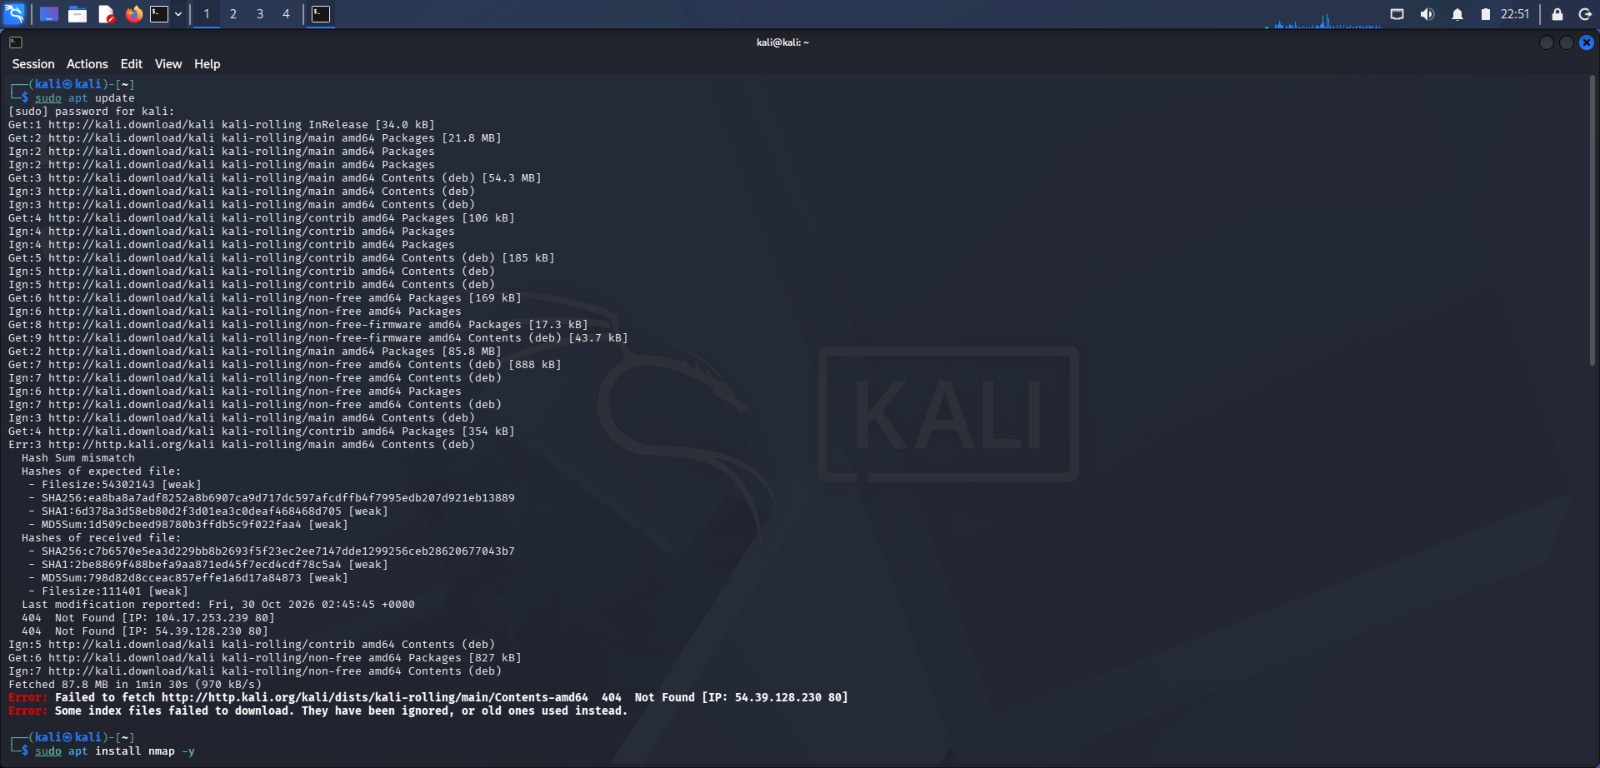 1 2 3 4
22:51
kali@kali: ~
Session Actions Edit View Help
┌──(kali㉿kali)-[~]
└─$ sudo apt update
[sudo] password for kali:
Get:1 http://kali.download/kali kali-rolling InRelease [34.0 kB]
Get:2 http://kali.download/kali kali-rolling/main amd64 Packages [21.8 MB]
Ign:2 http://kali.download/kali kali-rolling/main amd64 Packages
Ign:2 http://kali.download/kali kali-rolling/main amd64 Packages
Get:3 http://kali.download/kali kali-rolling/main amd64 Contents (deb) [54.3 MB]
Ign:3 http://kali.download/kali kali-rolling/main amd64 Contents (deb)
Ign:3 http://kali.download/kali kali-rolling/main amd64 Contents (deb)
Get:4 http://kali.download/kali kali-rolling/contrib amd64 Packages [106 kB]
Ign:4 http://kali.download/kali kali-rolling/contrib amd64 Packages
Ign:4 http://kali.download/kali kali-rolling/contrib amd64 Packages
Get:5 http://kali.download/kali kali-rolling/contrib amd64 Contents (deb) [185 kB]
Ign:5 http://kali.download/kali kali-rolling/contrib amd64 Contents (deb)
Ign:5 http://kali.download/kali kali-rolling/contrib amd64 Contents (deb)
Get:6 http://kali.download/kali kali-rolling/non-free amd64 Packages [169 kB]
Ign:6 http://kali.download/kali kali-rolling/non-free amd64 Packages
Get:8 http://kali.download/kali kali-rolling/non-free-firmware amd64 Packages [17.3 kB]
Get:9 http://kali.download/kali kali-rolling/non-free-firmware amd64 Contents (deb) [43.7 kB]
Get:2 http://kali.download/kali kali-rolling/main amd64 Packages [85.8 MB]
Get:7 http://kali.download/kali kali-rolling/non-free amd64 Contents (deb) [888 kB]
Ign:7 http://kali.download/kali kali-rolling/non-free amd64 Contents (deb)
Ign:6 http://kali.download/kali kali-rolling/non-free amd64 Packages
Ign:7 http://kali.download/kali kali-rolling/non-free amd64 Contents (deb)
Ign:3 http://kali.download/kali kali-rolling/main amd64 Contents (deb)
Get:4 http://kali.download/kali kali-rolling/contrib amd64 Packages [354 kB]
Err:3 http://http.kali.org/kali kali-rolling/main amd64 Contents (deb)
Hash Sum mismatch
Hashes of expected file:
- Filesize:54302143 [weak]
- SHA256:ea8ba8a7adf8252a8b6907ca9d717dc597afcdffb4f7995edb207d921eb13889
- SHA1:6d378a3d58eb80d2f3d01ea3c0deaf468468d705 [weak]
- MD5Sum:1d509cbeed98780b3ffdb5c9f022faa4 [weak]
Hashes of received file:
- SHA256:c7b6570e5ea3d229bb8b2693f5f23ec2ee7147dde1299256ceb28620677043b7
- SHA1:2be8869f488befa9aa871ed45f7ecd4cdf78c5a4 [weak]
- MD5Sum:798d82d8cceac857effe1a6d17a84873 [weak]
- Filesize:111401 [weak]
Last modification reported: Fri, 30 Oct 2026 02:45:45 +0000
404  Not Found [IP: 104.17.253.239 80]
404  Not Found [IP: 54.39.128.230 80]
Ign:5 http://kali.download/kali kali-rolling/contrib amd64 Contents (deb)
Get:6 http://kali.download/kali kali-rolling/non-free amd64 Packages [827 kB]
Ign:7 http://kali.download/kali kali-rolling/non-free amd64 Contents (deb)
Fetched 87.8 MB in 1min 30s (970 kB/s)
Error: Failed to fetch http://http.kali.org/kali/dists/kali-rolling/main/Contents-amd64  404  Not Found [IP: 54.39.128.230 80]
Error: Some index files failed to download. They have been ignored, or old ones used instead.
┌──(kali㉿kali)-[~]
└─$ sudo apt install nmap -y
KALI